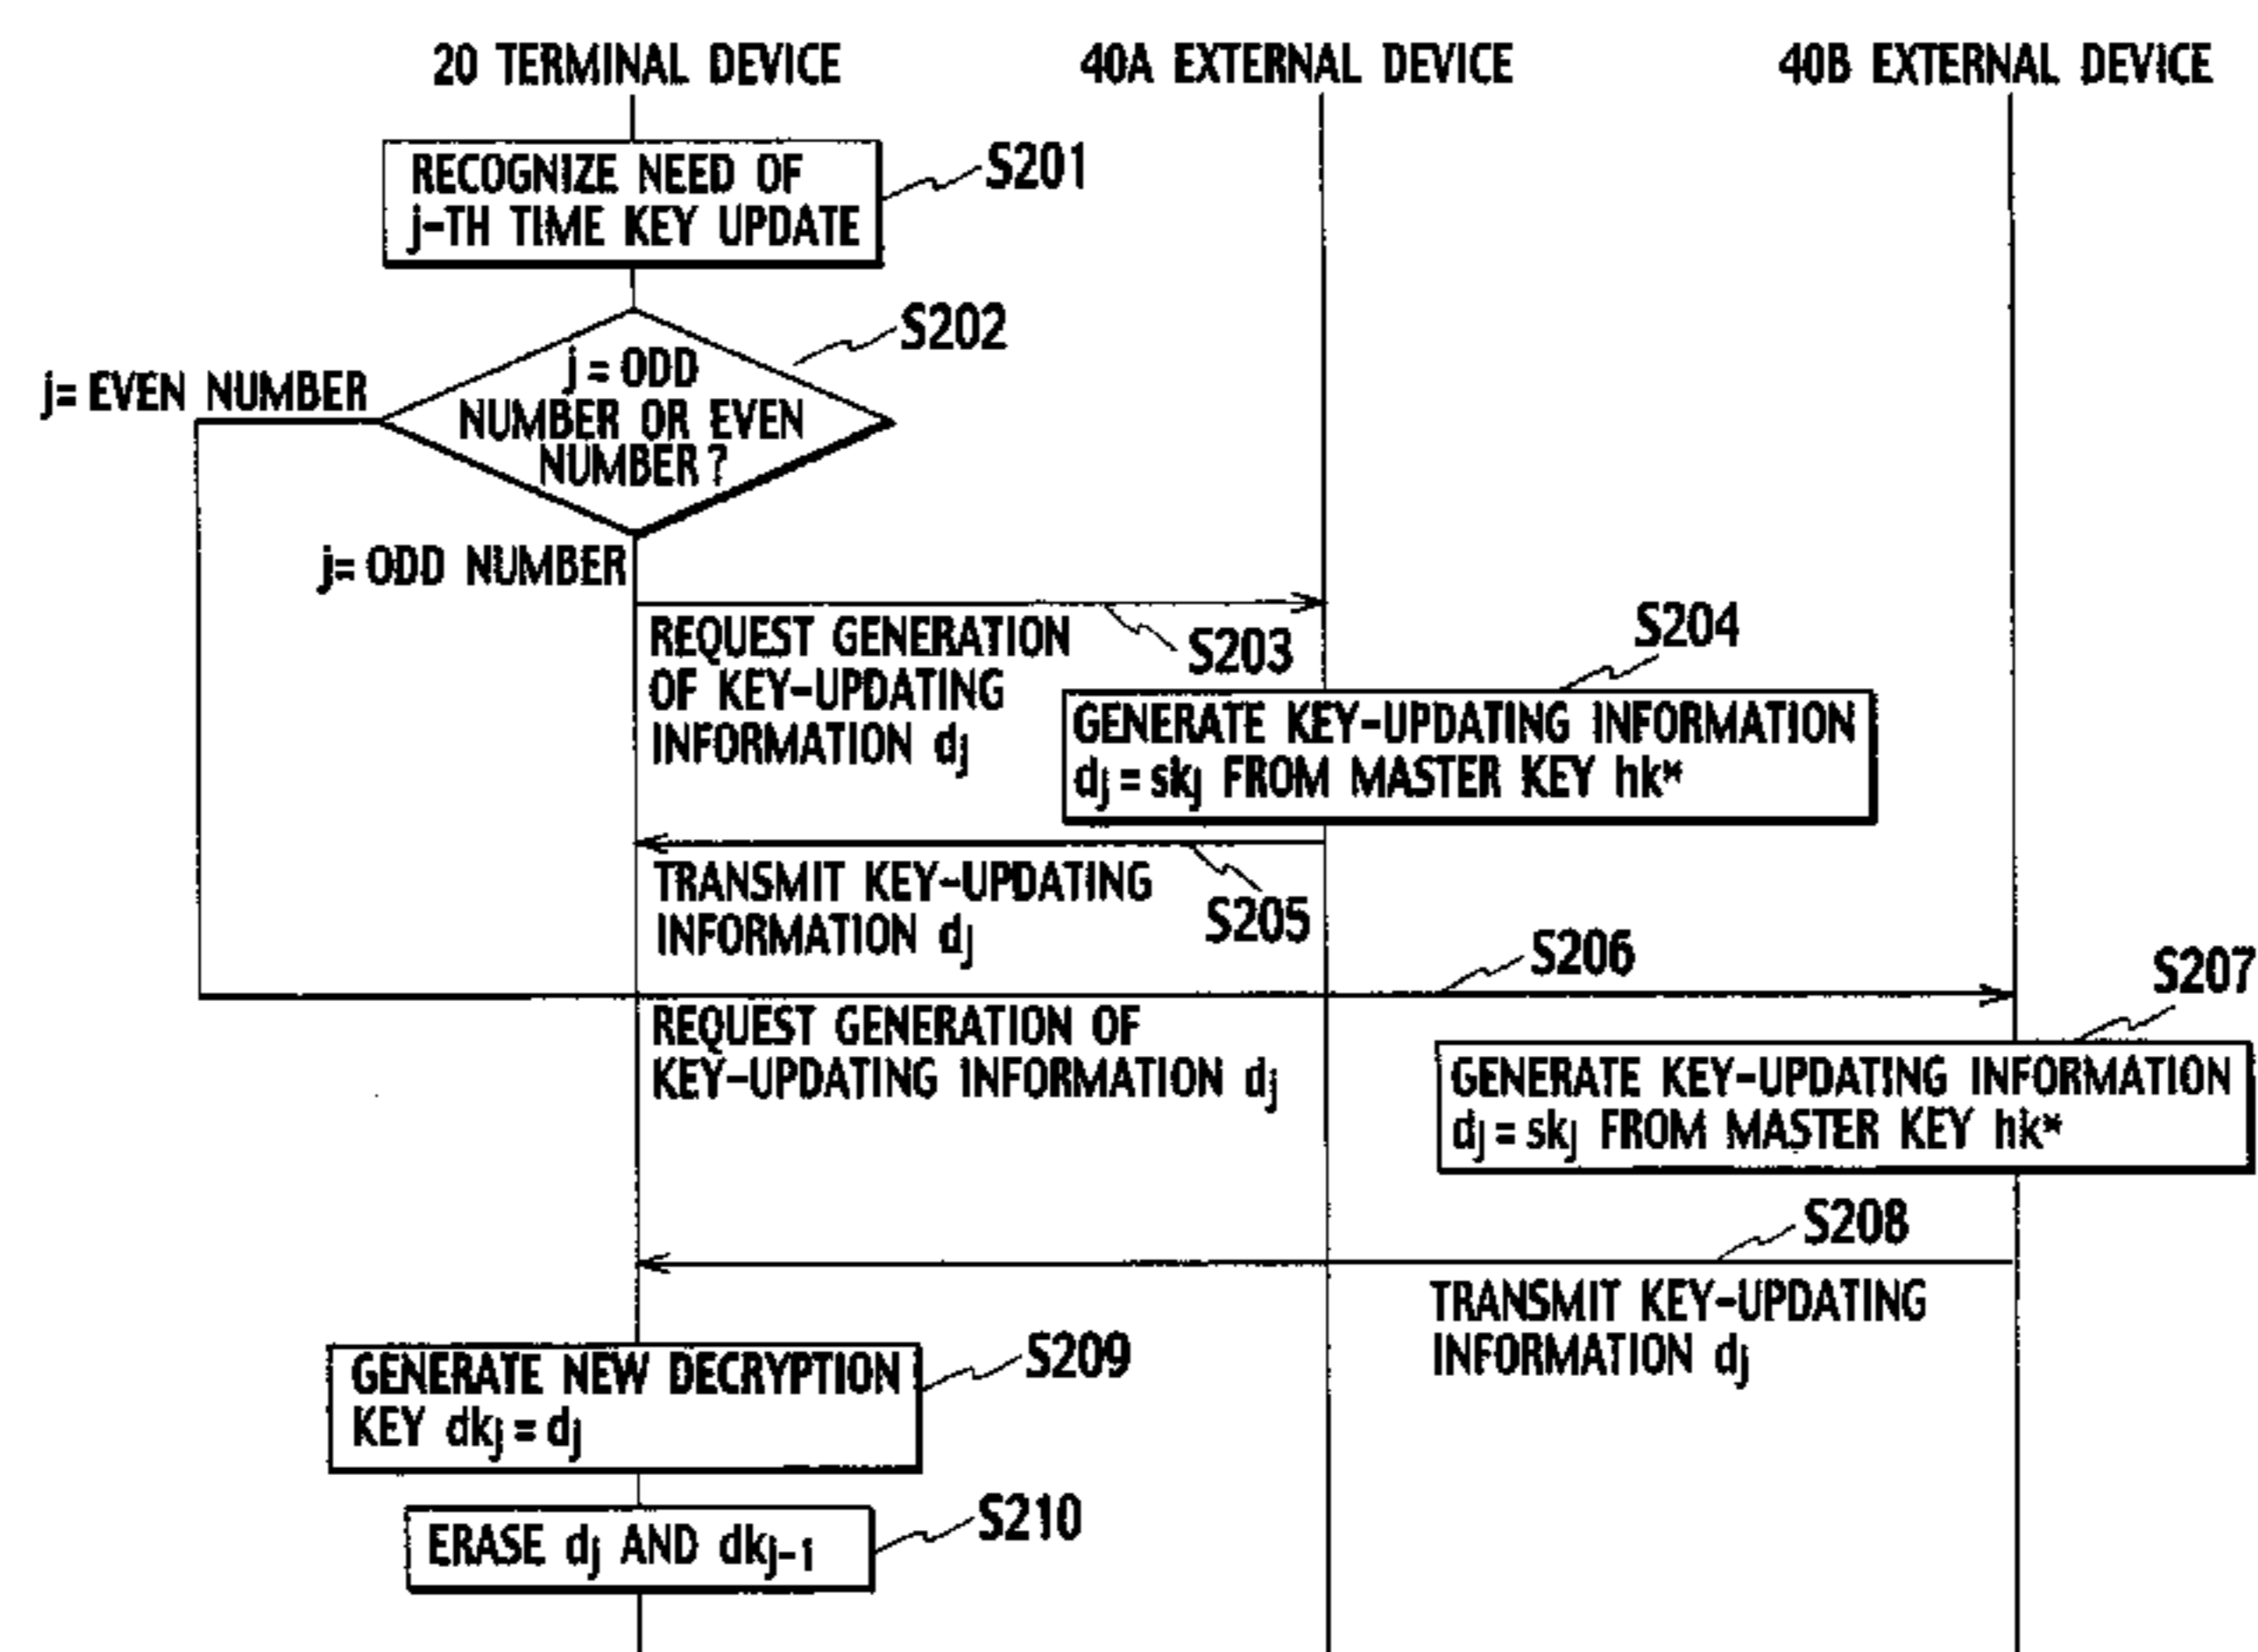 20 TERMINAL DEVICE
40A EXTERNAL DEVICE
40B EXTERNAL DEVICE
RECOGNIZE NEED OF
j-TH TIME KEY UPDATE
S201
S202
j = ODD
NUMBER OR EVEN
NUMBER?
j= EVEN NUMBER
j= ODD NUMBER
REQUEST GENERATION
OF KEY-UPDATING
INFORMATION dj
S203
S204
GENERATE KEY-UPDATING INFORMATION
dj = skj FROM MASTER KEY hk*
TRANSMIT KEY-UPDATING
INFORMATION dj
S205
S206
S207
REQUEST GENERATION OF
KEY-UPDATING INFORMATION dj
GENERATE KEY-UPDATING INFORMATION
dj = skj FROM MASTER KEY hk*
S208
TRANSMIT KEY-UPDATING
INFORMATION dj
GENERATE NEW DECRYPTION
KEY dkj = dj
S209
ERASE dj AND dkj-1
S210